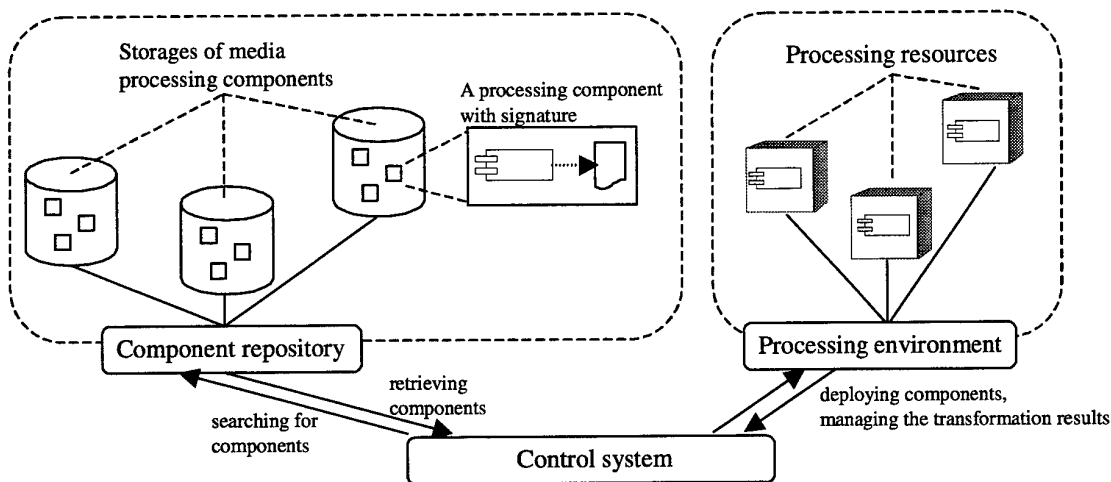 Storages of media
processing components
A processing component
with signature
Processing resources
Component repository
Processing environment
retrieving
components
searching for
components
deploying components,
managing the transformation results
Control system